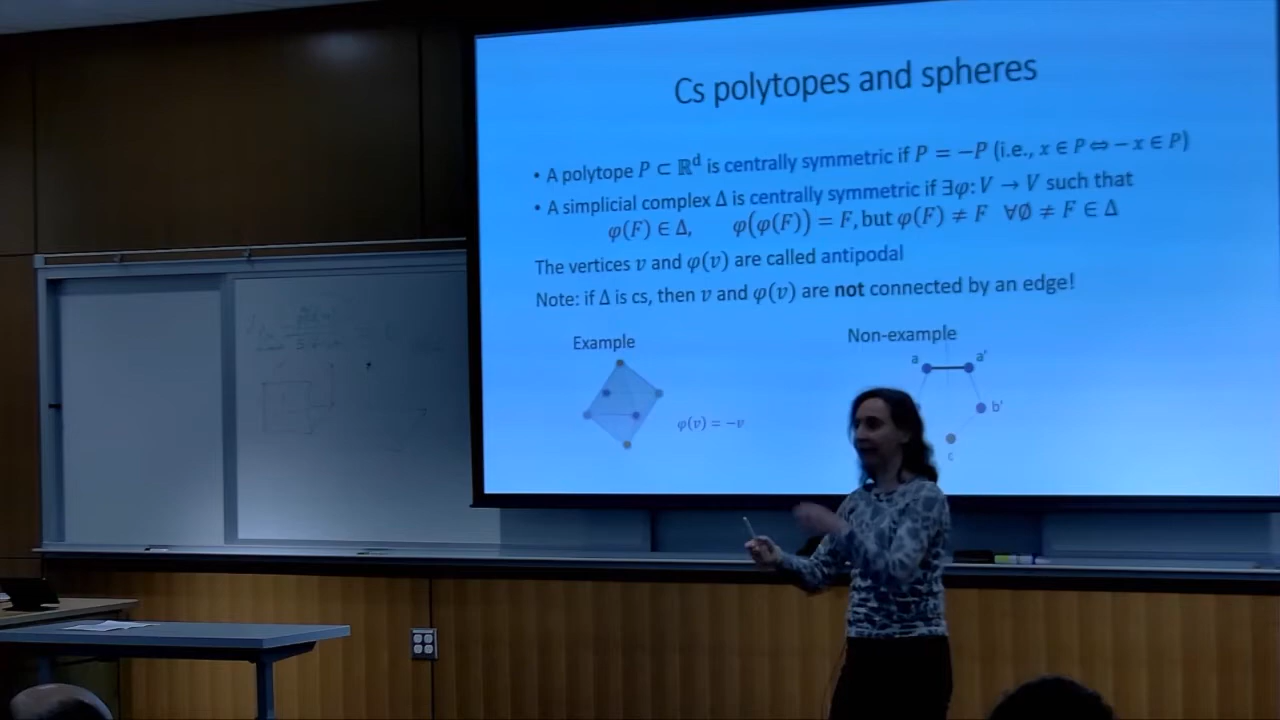 Cs polytopes and spheres
• A polytope P ⊂ ℝᵈ is centrally symmetric if P = −P (i.e., x ∈ P ⇔ − x ∈ P)
• A simplicial complex Δ is centrally symmetric if ∃φ: V → V such that
φ(F) ∈ Δ, φ(φ(F)) = F, but φ(F) ≠ F ∀∅ ≠ F ∈ Δ
The vertices v and φ(v) are called antipodal
Note: if Δ is cs, then v and φ(v) are not connected by an edge!
Example
Non-example
a a'
φ(v) = −v
b'
c